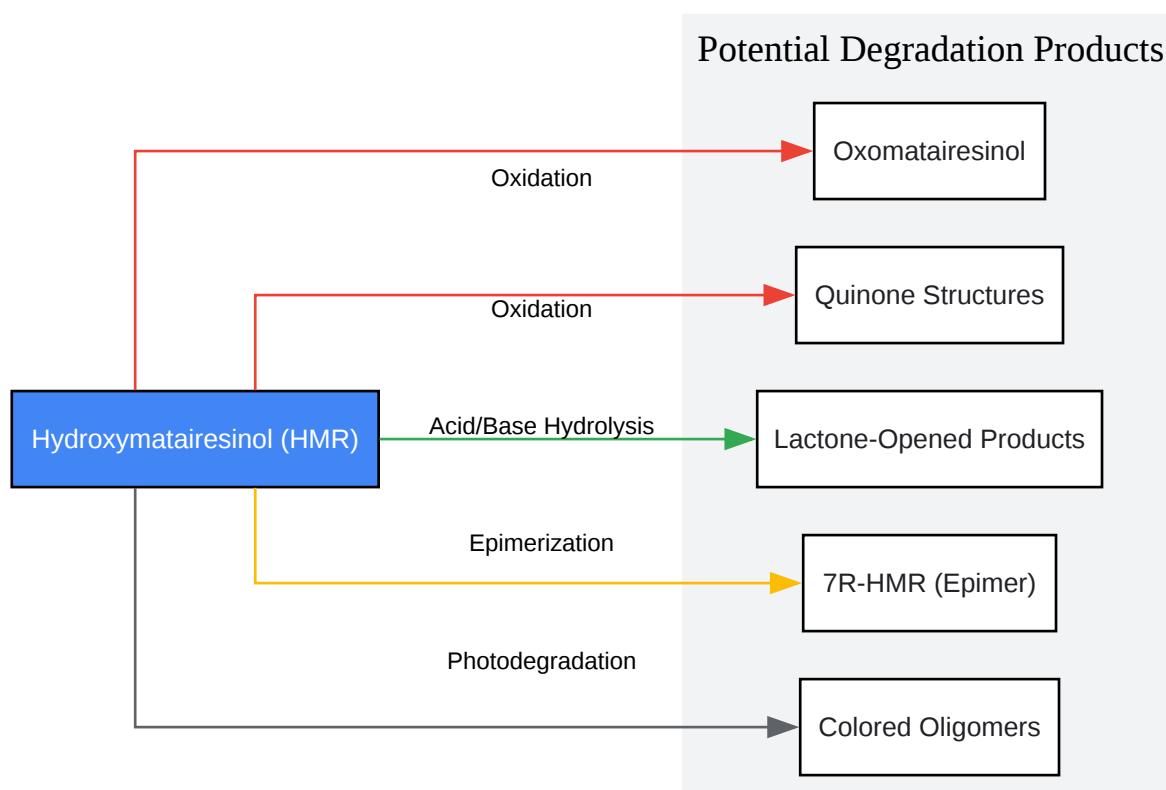 Potential Degradation Products
Oxomatairesinol
Oxidation
Quinone Structures
Oxidation
Hydroxymatairesinol (HMR)
Acid/Base Hydrolysis
Lactone-Opened Products
Epimerization
7R-HMR (Epimer)
Photodegradation
Colored Oligomers